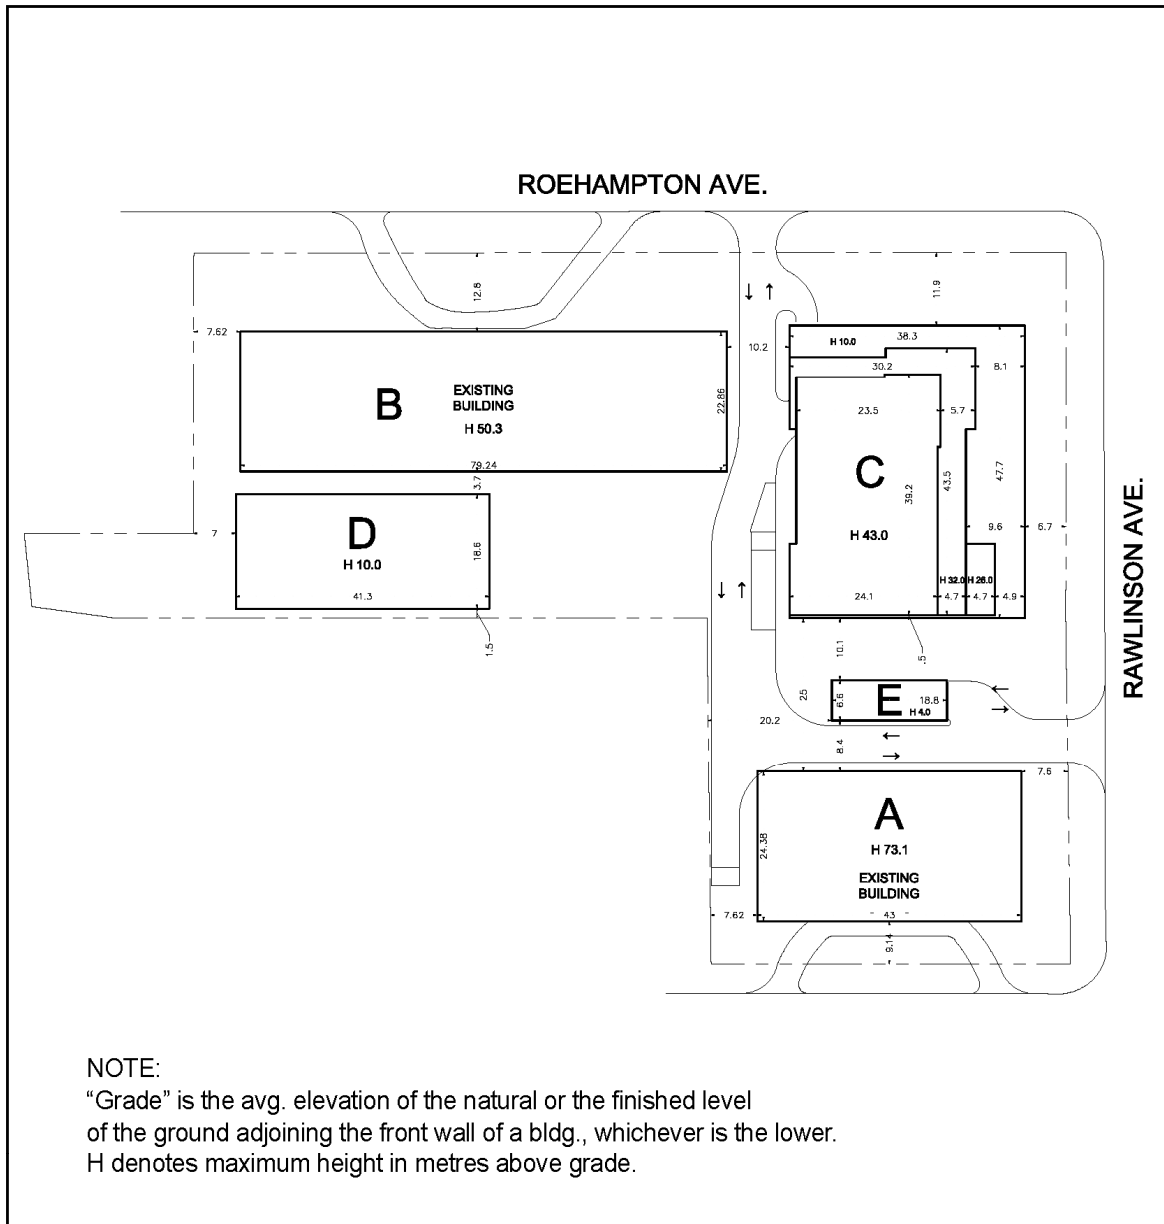 ROEHAMPTON AVE.
12.8
11.9
7.62
10.2
38.3
H 10.0
30.2
8.1
B
EXISTING
BUILDING
H 50.3
22.86
79.24
23.5
5.7
C
H 43.0
39.2
43.5
47.7
9.6
6.7
RAWLINSON AVE.
3.7
7
D
H 10.0
18.6
41.3
1.5
24.1
H 32.0
H 26.0
4.7
4.7
4.9
.5
10.1
25
6.6
E
18.8
H 4.0
20.2
8.4
7.6
A
H 73.1
EXISTING
BUILDING
24.38
7.62
43
9.14
NOTE:
“Grade” is the avg. elevation of the natural or the finished level
of the ground adjoining the front wall of a bldg., whichever is the lower.
H denotes maximum height in metres above grade.